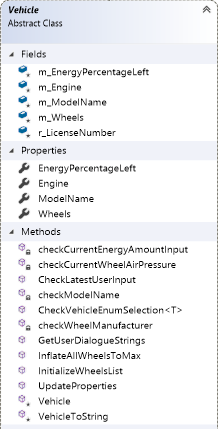 Vehicle
Abstract Class
Fields
m_EnergyPercentageLeft
m_Engine
m_ModelName
m_Wheels
r_LicenseNumber
Properties
EnergyPercentageLeft
Engine
ModelName
Wheels
Methods
checkCurrentEnergyAmountInput
checkCurrentWheelAirPressure
CheckLatestUserInput
checkModelName
CheckVehicleEnumSelection<T>
checkWheelManufacturer
GetUserDialogueStrings
InflateAllWheelsToMax
InitializeWheelsList
UpdateProperties
Vehicle
VehicleToString